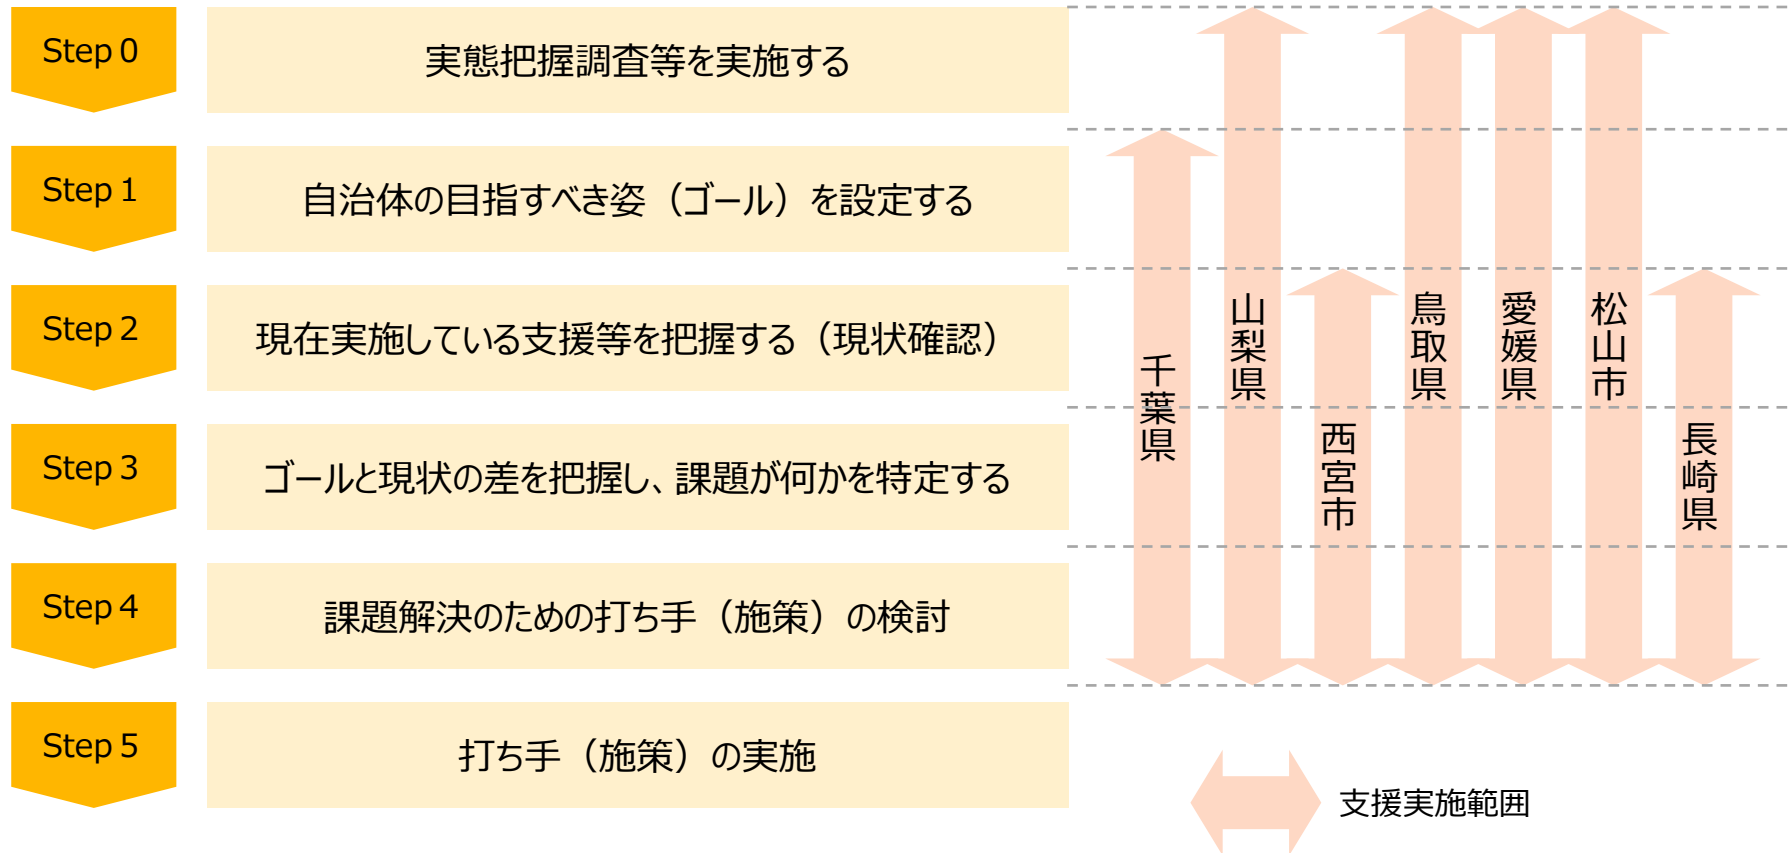 Step 0
実態把握調査等を実施する
Step 1
自治体の目指すべき姿（ゴール）を設定する
Step 2
現在実施している支援等を把握する（現状確認）
Step 3
ゴールと現状の差を把握し、課題が何かを特定する
Step 4
課題解決のための打ち手（施策）の検討
Step 5
打ち手（施策）の実施
千葉県
山梨県
西宮市
鳥取県
愛媛県
松山市
長崎県
支援実施範囲